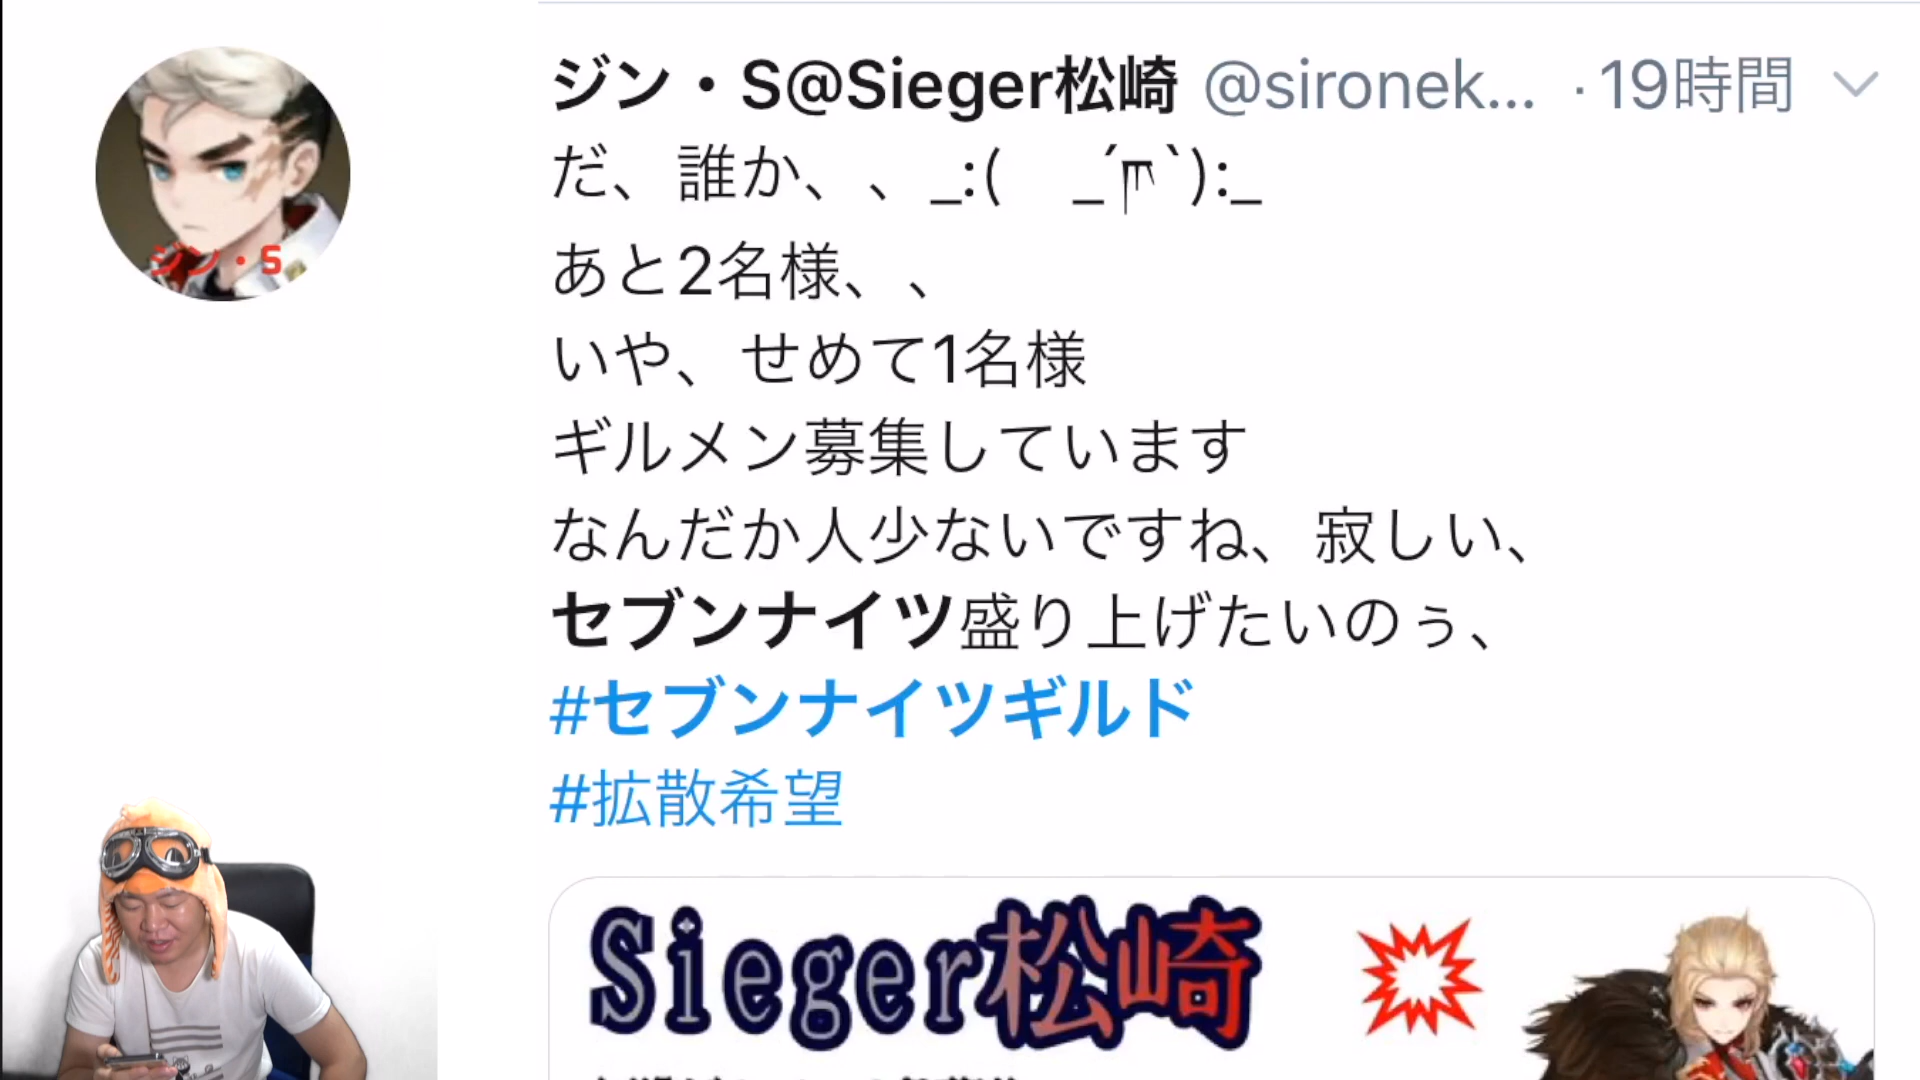 ジン・S@Sieger松崎 @sironek... ・19時間
ジン・S
だ、誰か、、_:(　_ ́ཫ`):_
あと2名様、、
いや、せめて1名様
ギルメン募集しています
なんだか人少ないですね、寂しい、
セブンナイツ盛り上げたいのぅ、
#セブンナイツギルド
#拡散希望
Sieger松崎